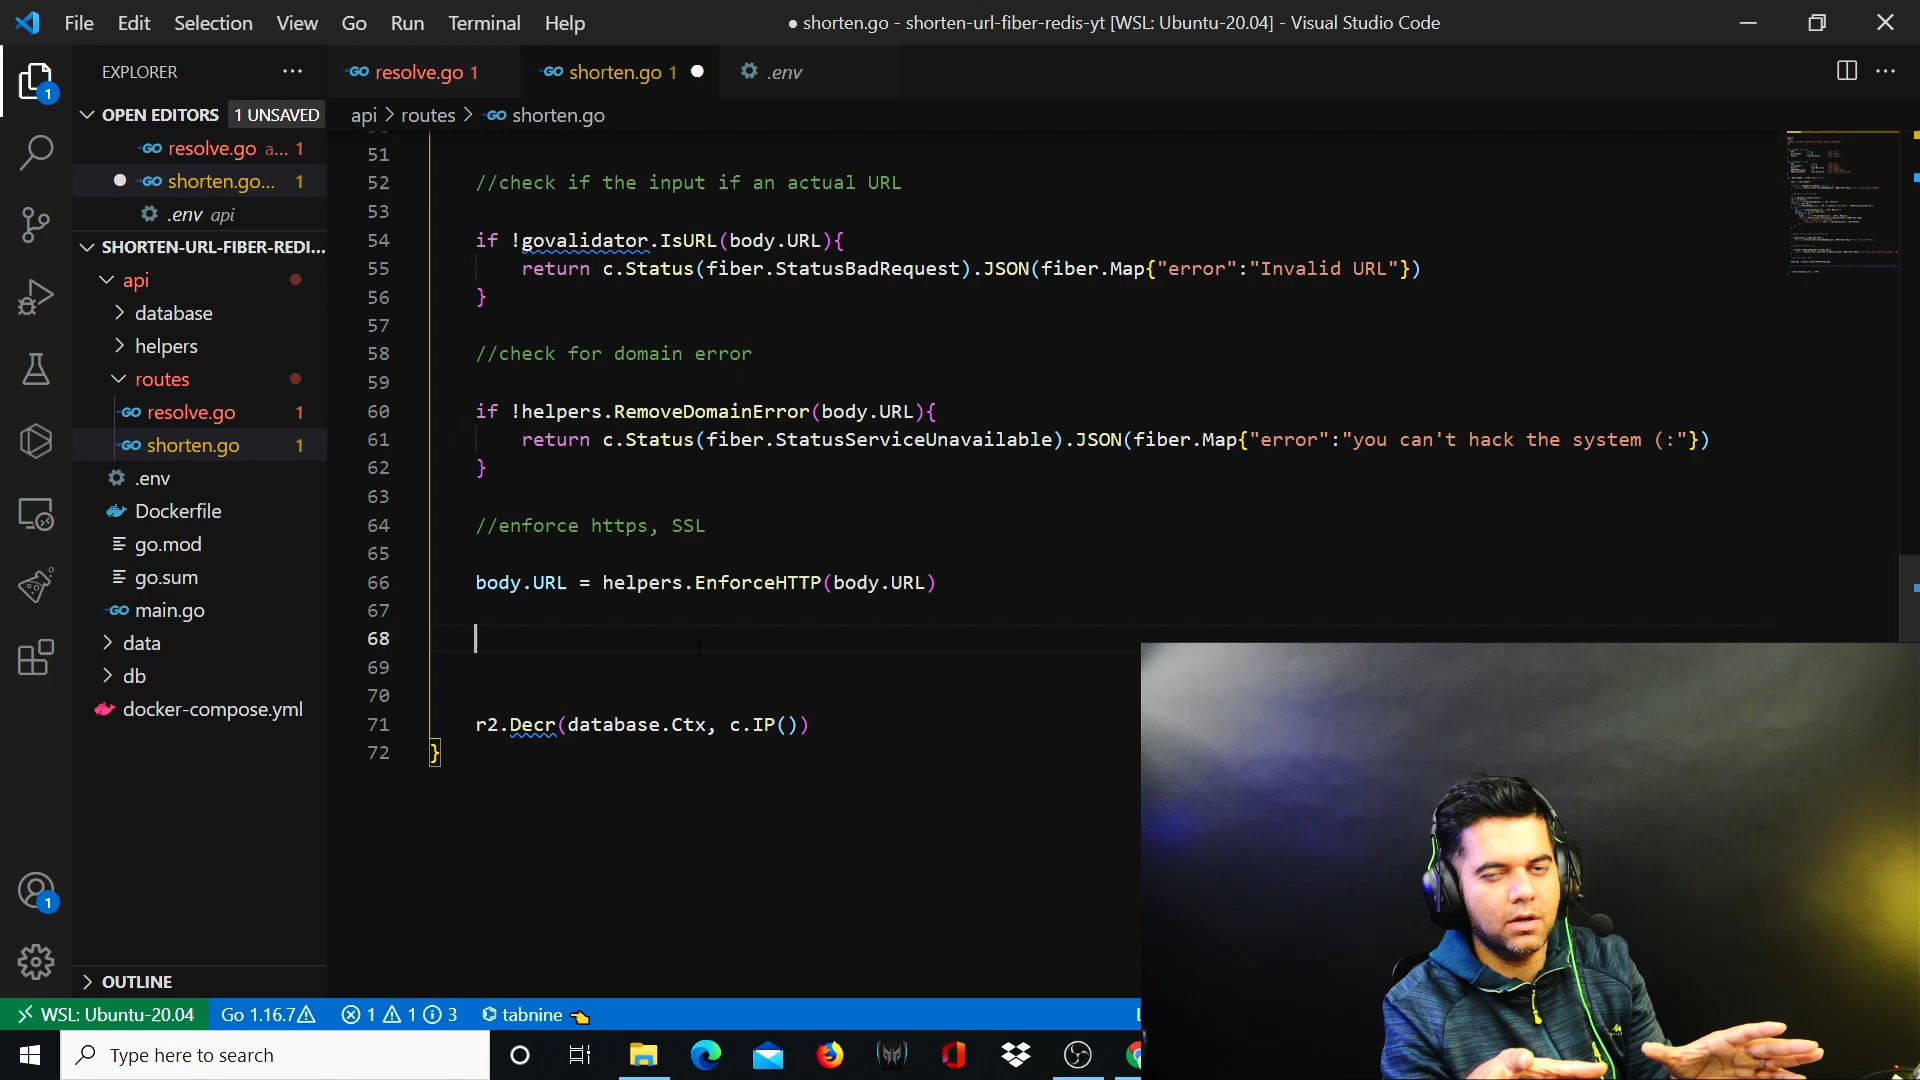 File Edit Selection View Go Run Terminal Help
● shorten.go - shorten-url-fiber-redis-yt [WSL: Ubuntu-20.04] - Visual Studio Code
EXPLORER
resolve.go 1
shorten.go 1
.env
OPEN EDITORS 1 UNSAVED
api > routes > shorten.go
resolve.go a... 1
shorten.go... 1
.env api
SHORTEN-URL-FIBER-REDI...
api
database
helpers
routes
resolve.go 1
shorten.go 1
.env
Dockerfile
go.mod
go.sum
main.go
data
db
docker-compose.yml
OUTLINE
51
52 //check if the input if an actual URL
53
54 if !govalidator.IsURL(body.URL){
55 return c.Status(fiber.StatusBadRequest).JSON(fiber.Map{"error":"Invalid URL"})
56 }
57
58 //check for domain error
59
60 if !helpers.RemoveDomainError(body.URL){
61 return c.Status(fiber.StatusServiceUnavailable).JSON(fiber.Map{"error":"you can't hack the system (:"})
62 }
63
64 //enforce https, SSL
65
66 body.URL = helpers.EnforceHTTP(body.URL)
67
68
69
70
71 r2.Decr(database.Ctx, c.IP())
72 }
1
1
WSL: Ubuntu-20.04 Go 1.16.7 1 1 3 tabnine
Type here to search